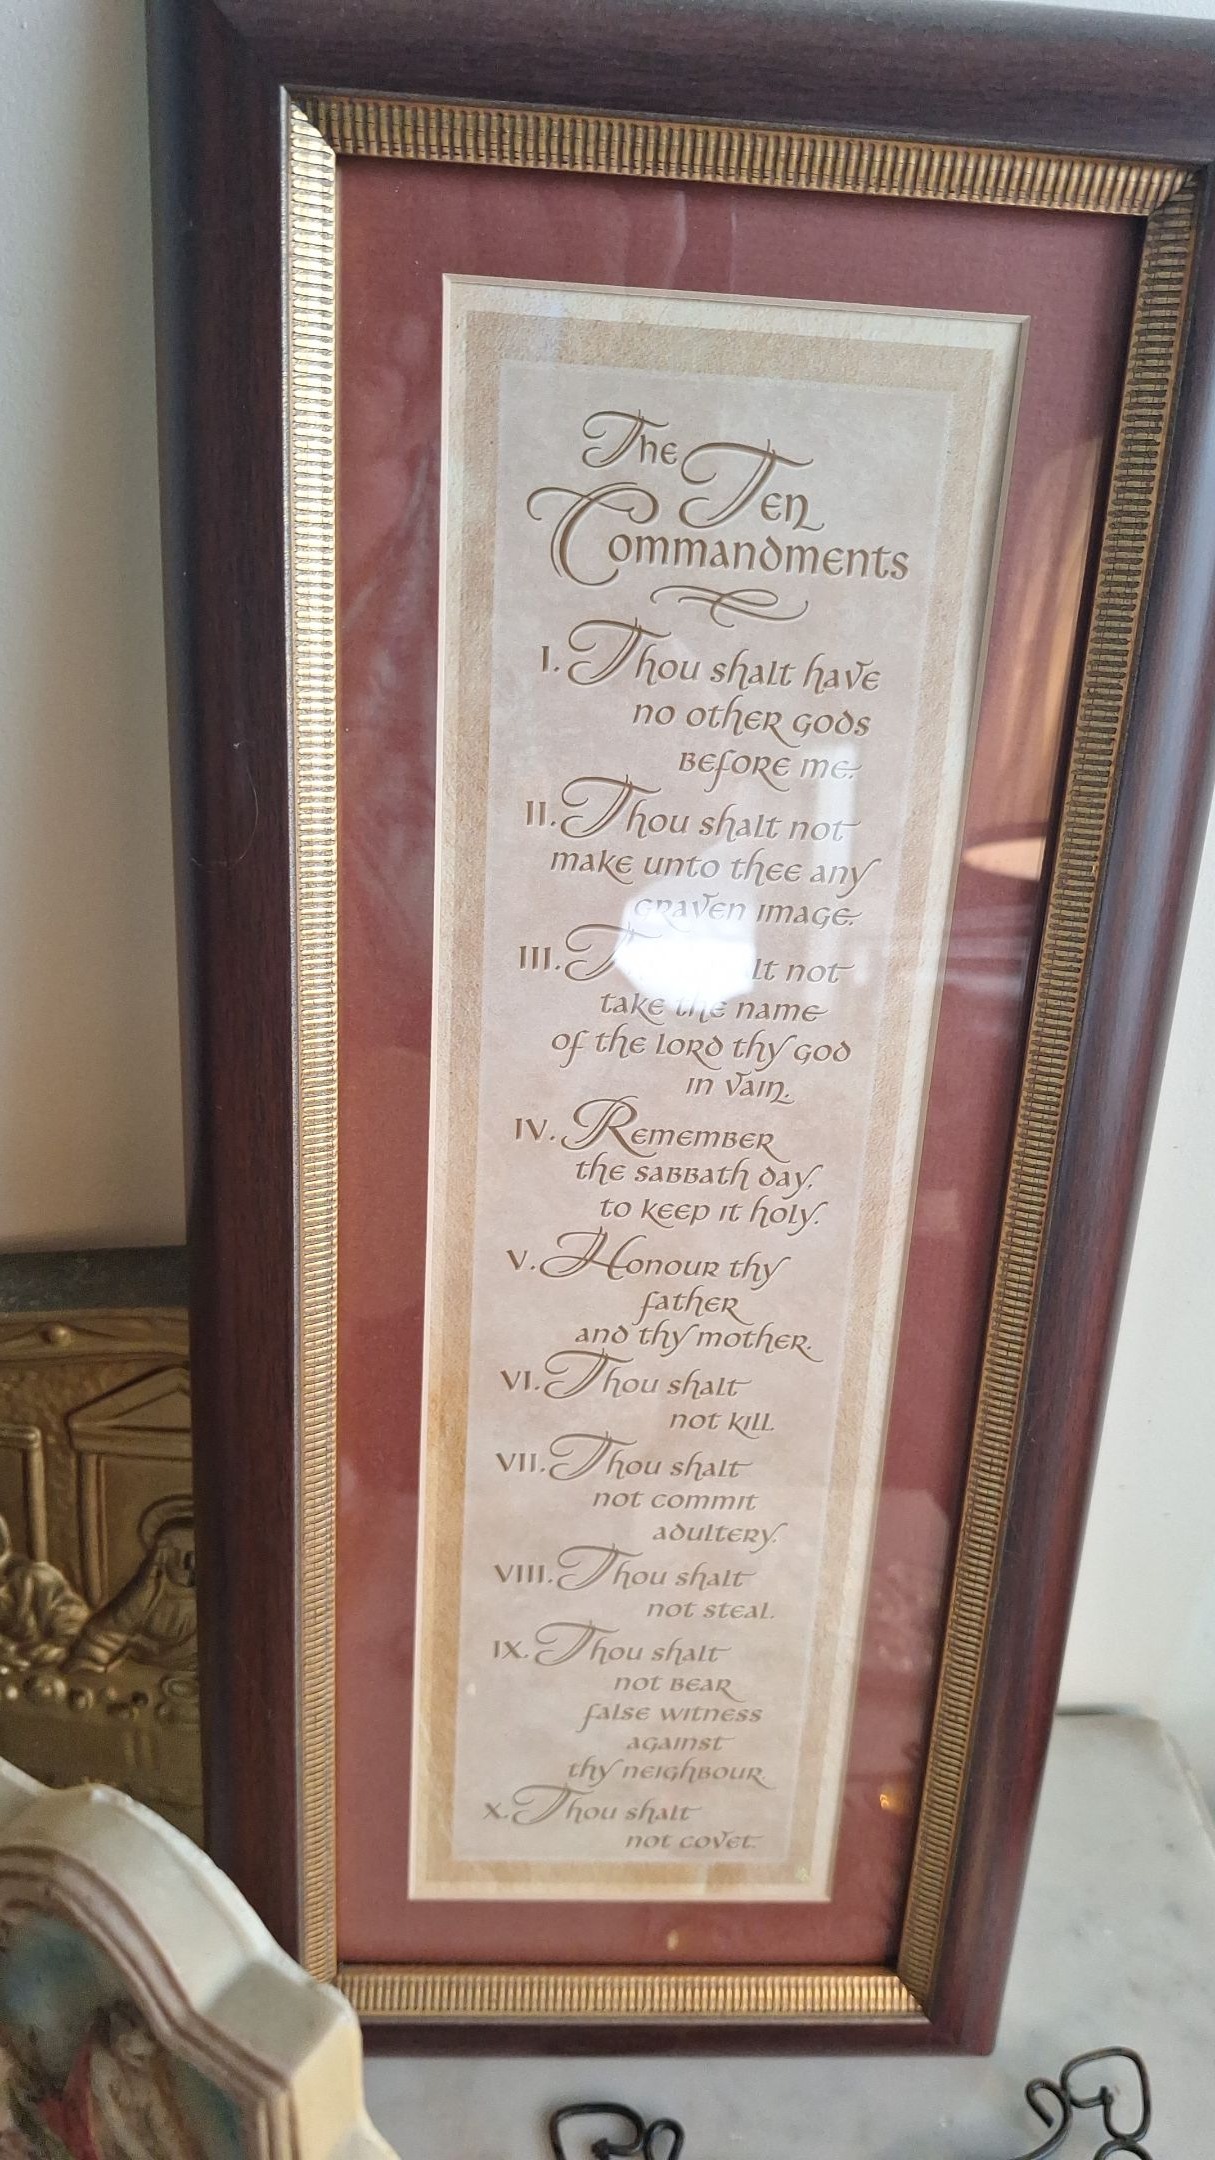 The Ten
Commandments
I. Thou shalt have
no other gods
before me.
II. Thou shalt not
make unto thee any
graven image.
III. lt not
take the name
of the lord thy god
in vain.
IV. Remember
the sabbath day,
to keep it holy.
V. Honour thy
father
and thy mother.
VI. Thou shalt
not kill.
VII. Thou shalt
not commit
adultery.
VIII. Thou shalt
not steal.
IX. Thou shalt
not bear
false witness
against
thy neighbour.
X. Thou shalt
not covet.